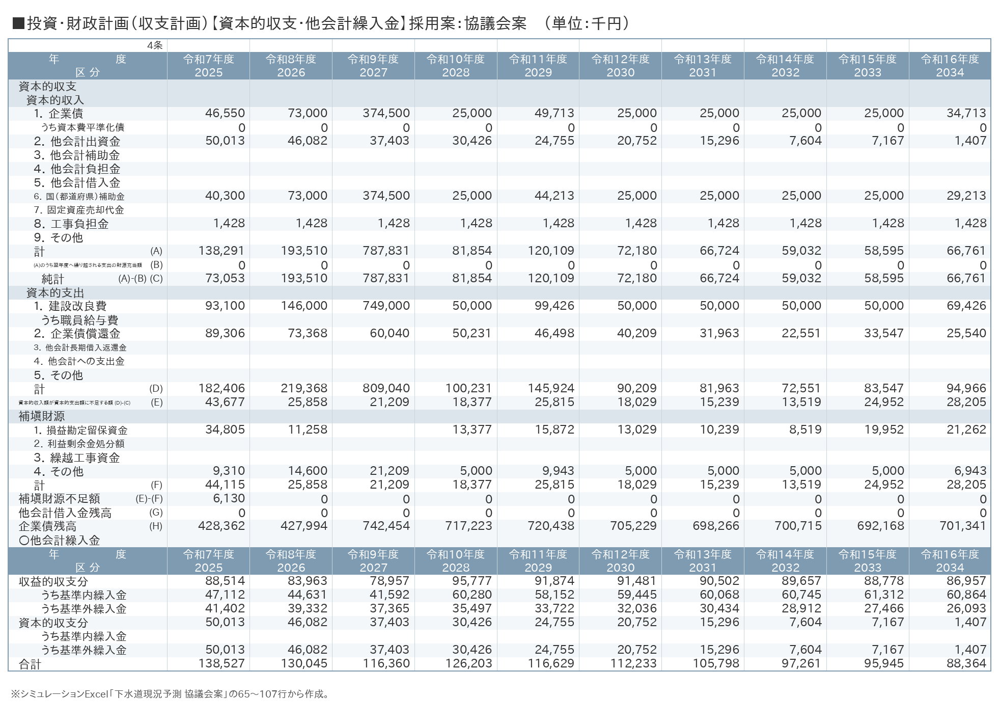 ■投資・財政計画（収支計画）【資本的収支・他会計繰入金】採用案：協議会案　（単位：千円）
4条
年　度 令和7年度 令和8年度 令和9年度 令和10年度 令和11年度 令和12年度 令和13年度 令和14年度 令和15年度 令和16年度
区 分 2025 2026 2027 2028 2029 2030 2031 2032 2033 2034
資本的収支
資本的収入
1. 企業債 46,550 73,000 374,500 25,000 49,713 25,000 25,000 25,000 25,000 34,713
うち資本費平準化債 0 0 0 0 0 0 0 0 0 0
2. 他会計出資金 50,013 46,082 37,403 30,426 24,755 20,752 15,296 7,604 7,167 1,407
3. 他会計補助金
4. 他会計負担金
5. 他会計借入金
6. 国（都道府県）補助金 40,300 73,000 374,500 25,000 44,213 25,000 25,000 25,000 25,000 29,213
7. 固定資産売却代金
8. 工事負担金 1,428 1,428 1,428 1,428 1,428 1,428 1,428 1,428 1,428 1,428
9. その他
計 (A) 138,291 193,510 787,831 81,854 120,109 72,180 66,724 59,032 58,595 66,761
(A)のうち翌年度へ繰り越される支出の財源充当額 (B) 0 0 0 0 0 0 0 0 0 0
純計 (A)-(B) (C) 73,053 193,510 787,831 81,854 120,109 72,180 66,724 59,032 58,595 66,761
資本的支出
1. 建設改良費 93,100 146,000 749,000 50,000 99,426 50,000 50,000 50,000 50,000 69,426
うち職員給与費
2. 企業債償還金 89,306 73,368 60,040 50,231 46,498 40,209 31,963 22,551 33,547 25,540
3. 他会計長期借入返還金
4. 他会計への支出金
5. その他
計 (D) 182,406 219,368 809,040 100,231 145,924 90,209 81,963 72,551 83,547 94,966
資本的収入額が資本的支出額に不足する額 (D)-(C) (E) 43,677 25,858 21,209 18,377 25,815 18,029 15,239 13,519 24,952 28,205
補塡財源
1. 損益勘定留保資金 34,805 11,258 13,377 15,872 13,029 10,239 8,519 19,952 21,262
2. 利益剰余金処分額
3. 繰越工事資金
4. その他 9,310 14,600 21,209 5,000 9,943 5,000 5,000 5,000 5,000 6,943
計 (F) 44,115 25,858 21,209 18,377 25,815 18,029 15,239 13,519 24,952 28,205
補塡財源不足額 (E)-(F) 6,130 0 0 0 0 0 0 0 0 0
他会計借入金残高 (G) 0 0 0 0 0 0 0 0 0 0
企業債残高 (H) 428,362 427,994 742,454 717,223 720,438 705,229 698,266 700,715 692,168 701,341
〇他会計繰入金
年　度 令和7年度 令和8年度 令和9年度 令和10年度 令和11年度 令和12年度 令和13年度 令和14年度 令和15年度 令和16年度
区 分 2025 2026 2027 2028 2029 2030 2031 2032 2033 2034
収益的収支分 88,514 83,963 78,957 95,777 91,874 91,481 90,502 89,657 88,778 86,957
うち基準内繰入金 47,112 44,631 41,592 60,280 58,152 59,445 60,068 60,745 61,312 60,864
うち基準外繰入金 41,402 39,332 37,365 35,497 33,722 32,036 30,434 28,912 27,466 26,093
資本的収支分 50,013 46,082 37,403 30,426 24,755 20,752 15,296 7,604 7,167 1,407
うち基準内繰入金
うち基準外繰入金 50,013 46,082 37,403 30,426 24,755 20,752 15,296 7,604 7,167 1,407
合計 138,527 130,045 116,360 126,203 116,629 112,233 105,798 97,261 95,945 88,364
※シミュレーションExcel「下水道現況予測 協議会案」の65～107行から作成。